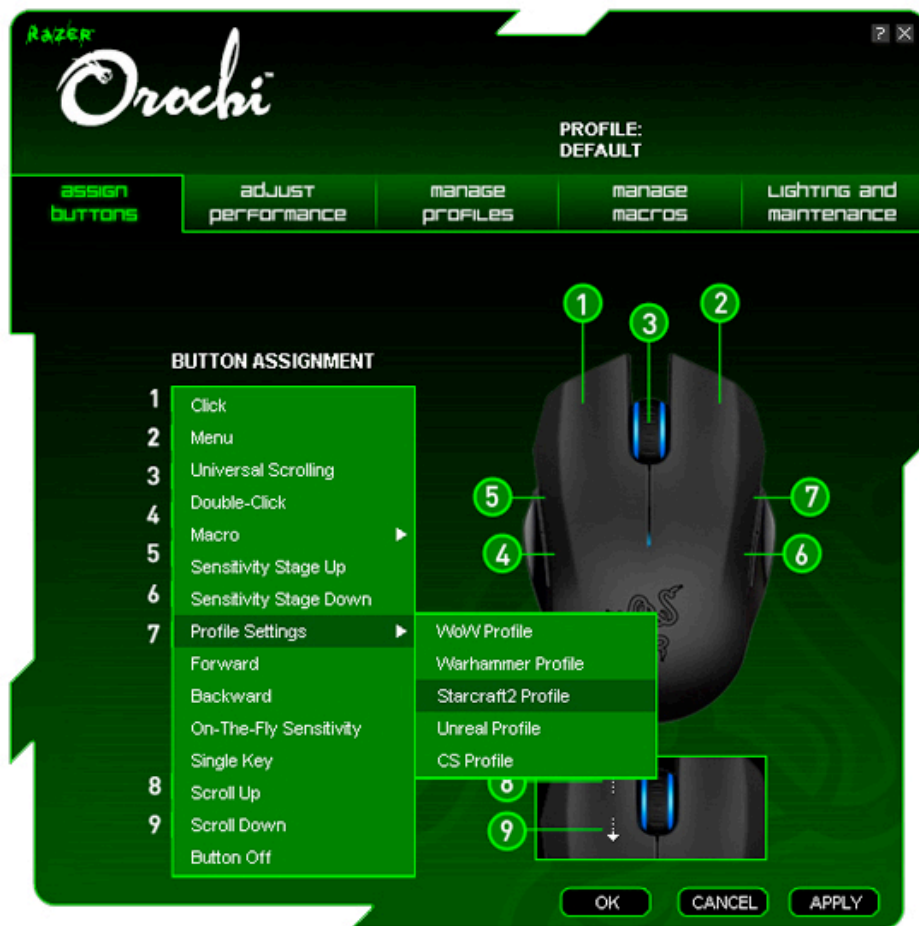 RAZER
Orochi™
? X
PROFILE:
DEFAULT
assign
buttons
adjust
performance
manage
profiles
manage
macros
Lighting and
maintenance
1
2
3
BUTTON ASSIGNMENT
1 Click
2 Menu
3 Universal Scrolling
4 Double-Click
Macro
5 Sensitivity Stage Up
6 Sensitivity Stage Down
7 Profile Settings
Forward
Backward
On-The-Fly Sensitivity
Single Key
8 Scroll Up
9 Scroll Down
Button Off
WoW Profile
Warhammer Profile
Starcraft2 Profile
Unreal Profile
CS Profile
5
7
4
6
8
9
OK
CANCEL
APPLY